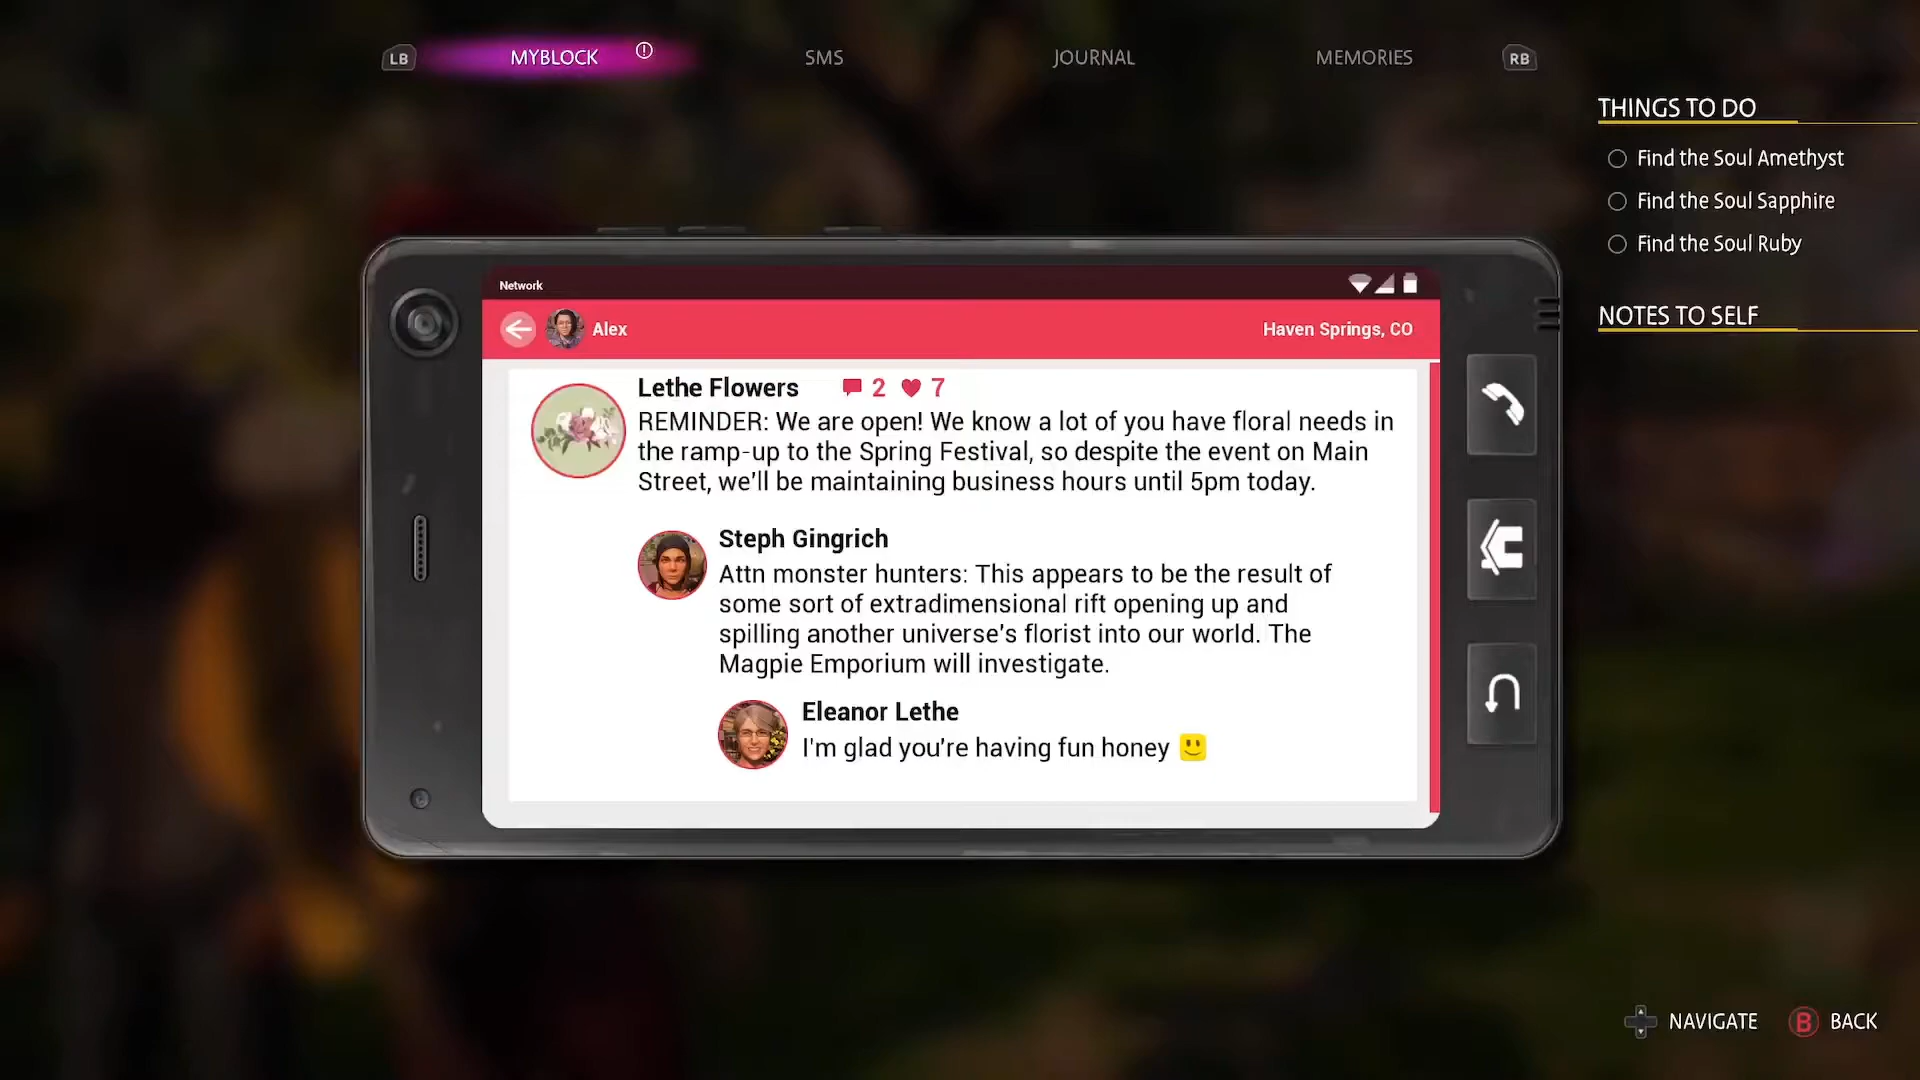 LB
MYBLOCK
SMS
JOURNAL
MEMORIES
RB
THINGS TO DO
Find the Soul Amethyst
Find the Soul Sapphire
Find the Soul Ruby
NOTES TO SELF
Network
Alex
Haven Springs, CO
Lethe Flowers 2 7
REMINDER: We are open! We know a lot of you have floral needs in
the ramp-up to the Spring Festival, so despite the event on Main
Street, we'll be maintaining business hours until 5pm today.
Steph Gingrich
Attn monster hunters: This appears to be the result of
some sort of extradimensional rift opening up and
spilling another universe's florist into our world. The
Magpie Emporium will investigate.
Eleanor Lethe
I'm glad you're having fun honey
NAVIGATE
B BACK